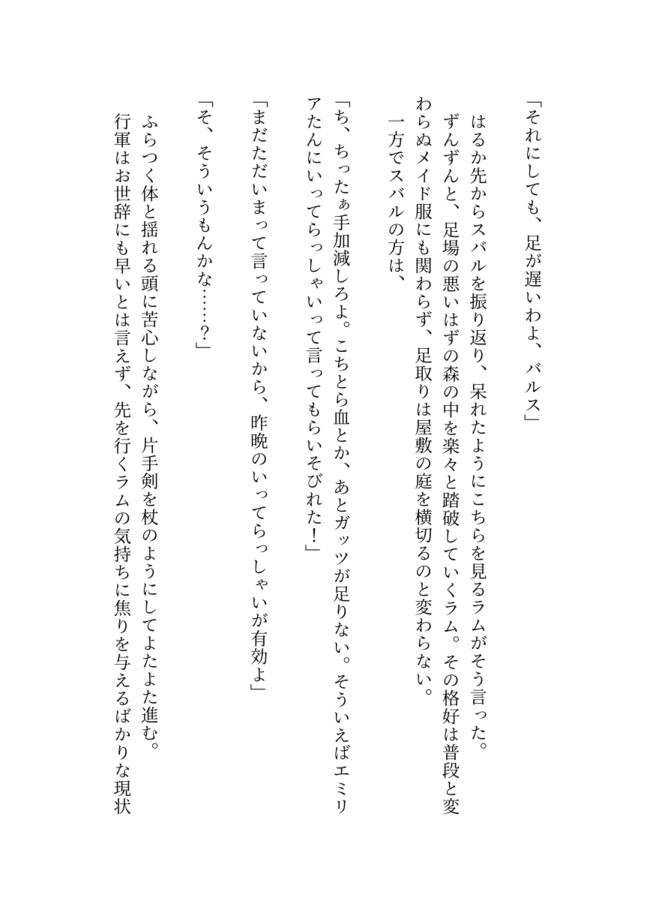 「それにしても、足が遅いわよ、バルス」
はるか先からスバルを振り返り、呆れたようにこちらを見るラムがそう言った。
ずんずんと、足場の悪いはずの森の中を楽々と踏破していくラム。その格好は普段と変
わらぬメイド服にも関わらず、足取りは屋敷の庭を横切るのと変わらない。
一方でスバルの方は、
「ち、ちったぁ手加減しろよ。こちとら血とか、あとガッツが足りない。そういえばエミリ
アたんにいってらっしゃいって言ってもらいそびれた！」
「まだただいまって言っていないから、昨晩のいってらっしゃいが有効よ」
「そ、そういうもんかな……？」
ふらつく体と揺れる頭に苦心しながら、片手剣を杖のようにしてよたよた進む。
行軍はお世辞にも早いとは言えず、先を行くラムの気持ちに焦りを与えるばかりな現状